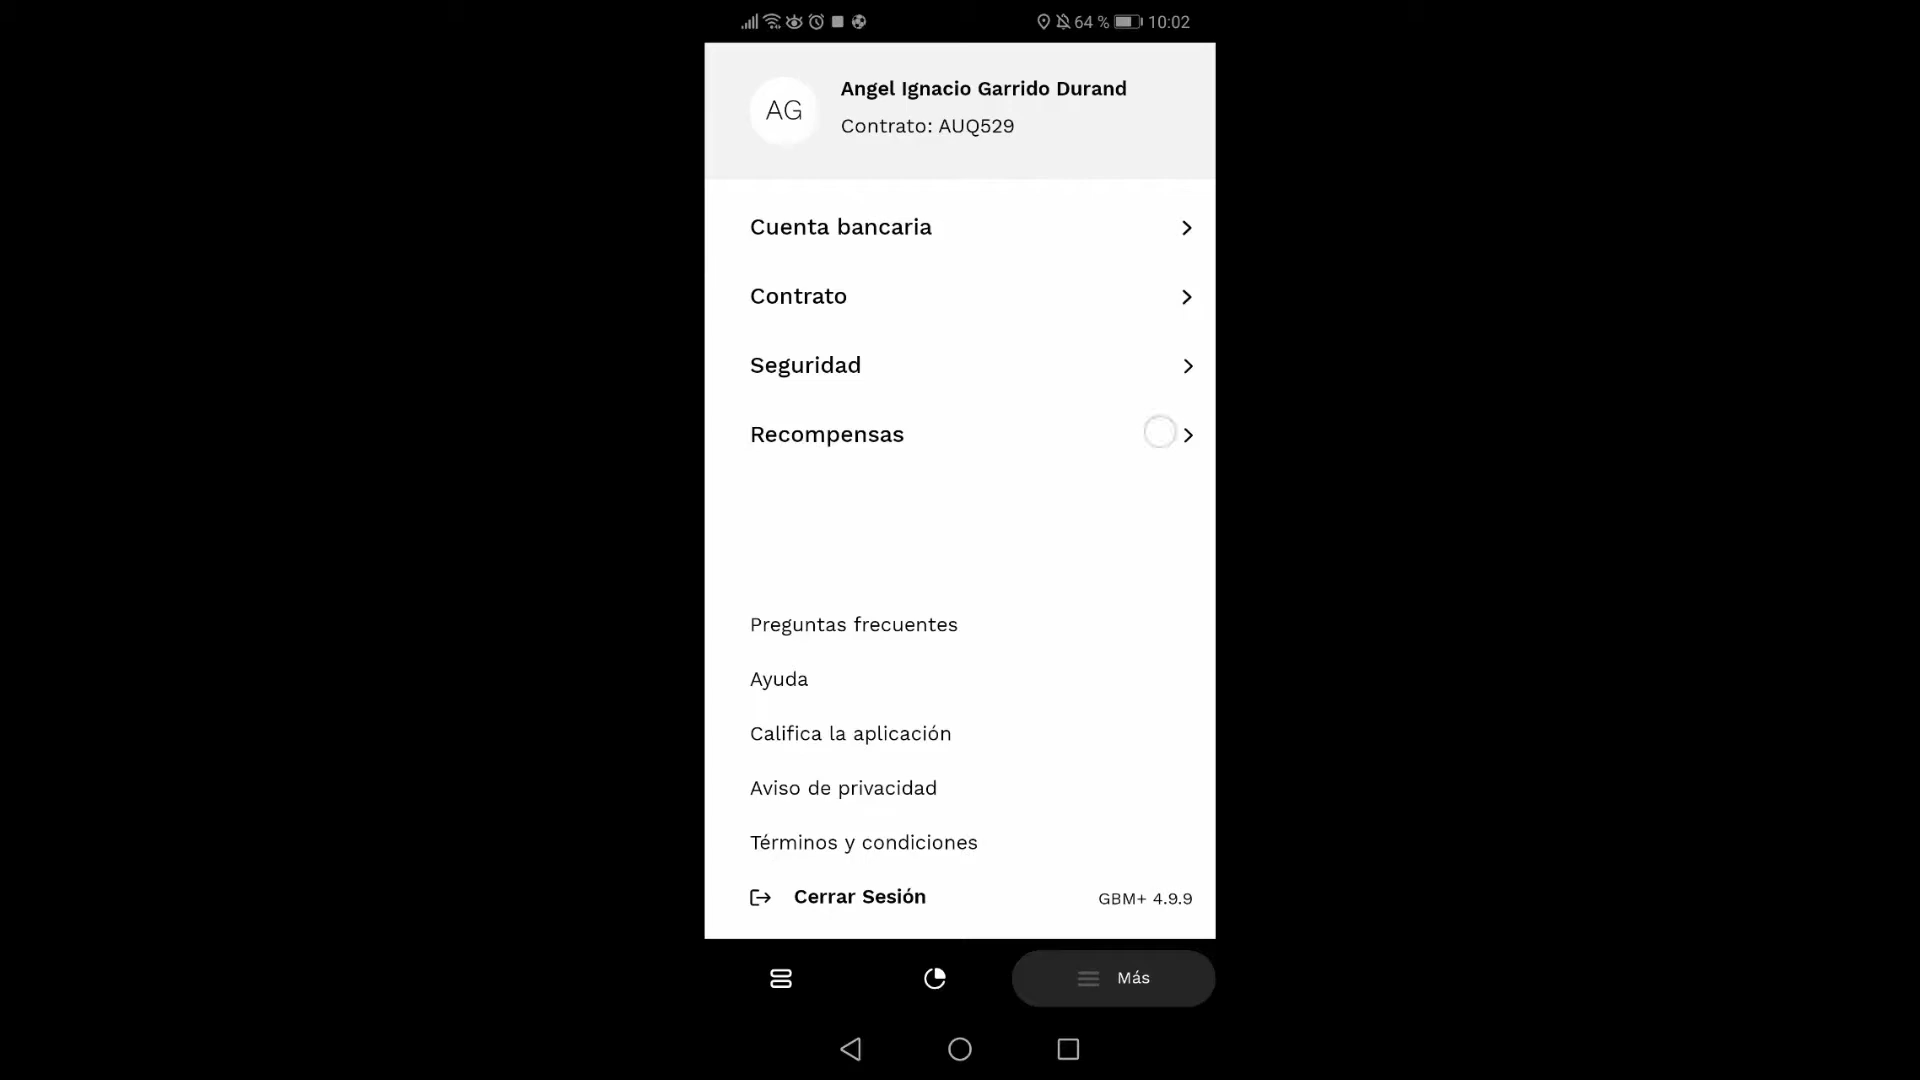 64 % 10:02
AG
Angel Ignacio Garrido Durand
Contrato: AUQ529
Cuenta bancaria
Contrato
Seguridad
Recompensas
Preguntas frecuentes
Ayuda
Califica la aplicación
Aviso de privacidad
Términos y condiciones
Cerrar Sesión GBM+ 4.9.9
Más